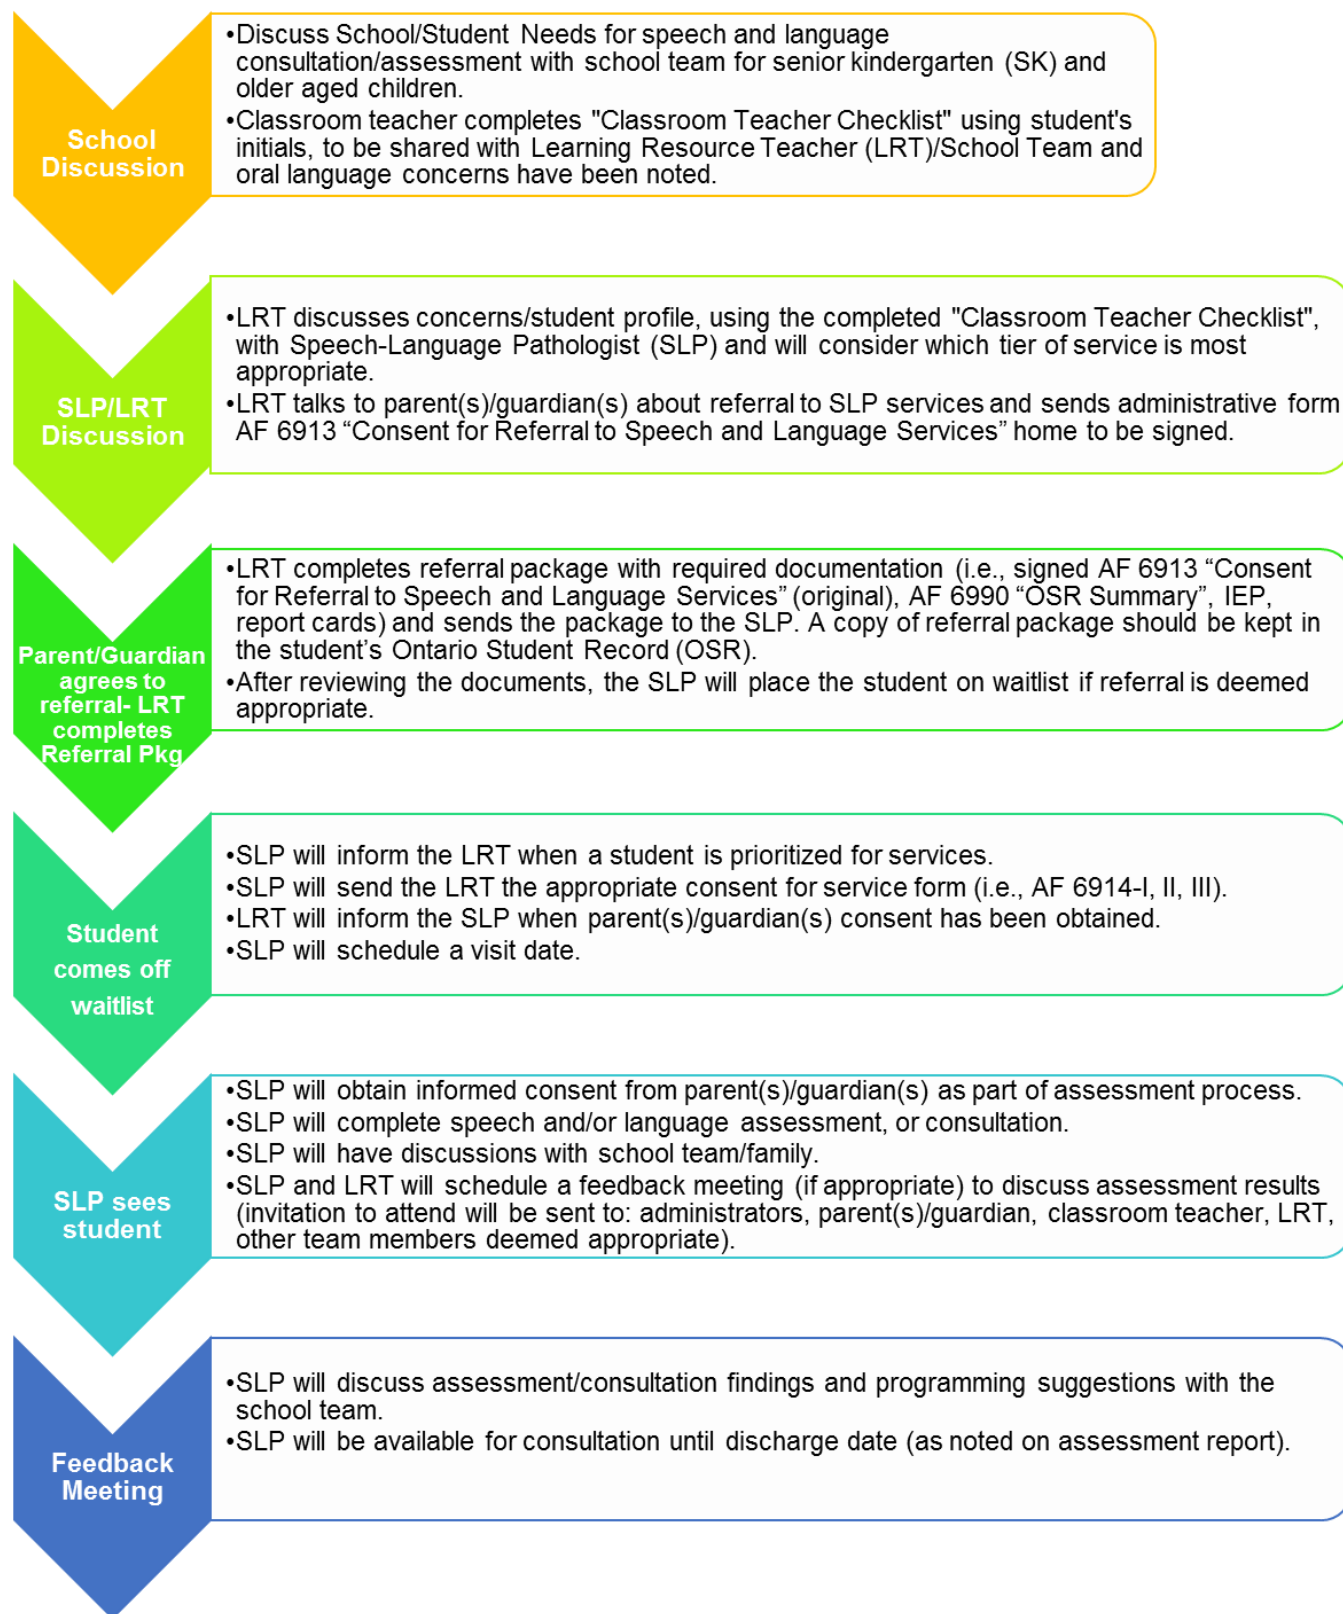 School
Discussion
•Discuss School/Student Needs for speech and language
consultation/assessment with school team for senior kindergarten (SK) and
older aged children.
•Classroom teacher completes "Classroom Teacher Checklist" using student's
initials, to be shared with Learning Resource Teacher (LRT)/School Team and
oral language concerns have been noted.
SLP/LRT
Discussion
•LRT discusses concerns/student profile, using the completed "Classroom Teacher Checklist",
with Speech-Language Pathologist (SLP) and will consider which tier of service is most
appropriate.
•LRT talks to parent(s)/guardian(s) about referral to SLP services and sends administrative form
AF 6913 “Consent for Referral to Speech and Language Services” home to be signed.
Parent/Guardian
agrees to
referral- LRT
completes
Referral Pkg
•LRT completes referral package with required documentation (i.e., signed AF 6913 “Consent
for Referral to Speech and Language Services” (original), AF 6990 “OSR Summary”, IEP,
report cards) and sends the package to the SLP. A copy of referral package should be kept in
the student’s Ontario Student Record (OSR).
•After reviewing the documents, the SLP will place the student on waitlist if referral is deemed
appropriate.
Student
comes off
waitlist
•SLP will inform the LRT when a student is prioritized for services.
•SLP will send the LRT the appropriate consent for service form (i.e., AF 6914-I, II, III).
•LRT will inform the SLP when parent(s)/guardian(s) consent has been obtained.
•SLP will schedule a visit date.
SLP sees
student
•SLP will obtain informed consent from parent(s)/guardian(s) as part of assessment process.
•SLP will complete speech and/or language assessment, or consultation.
•SLP will have discussions with school team/family.
•SLP and LRT will schedule a feedback meeting (if appropriate) to discuss assessment results
(invitation to attend will be sent to: administrators, parent(s)/guardian, classroom teacher, LRT,
other team members deemed appropriate).
Feedback
Meeting
•SLP will discuss assessment/consultation findings and programming suggestions with the
school team.
•SLP will be available for consultation until discharge date (as noted on assessment report).